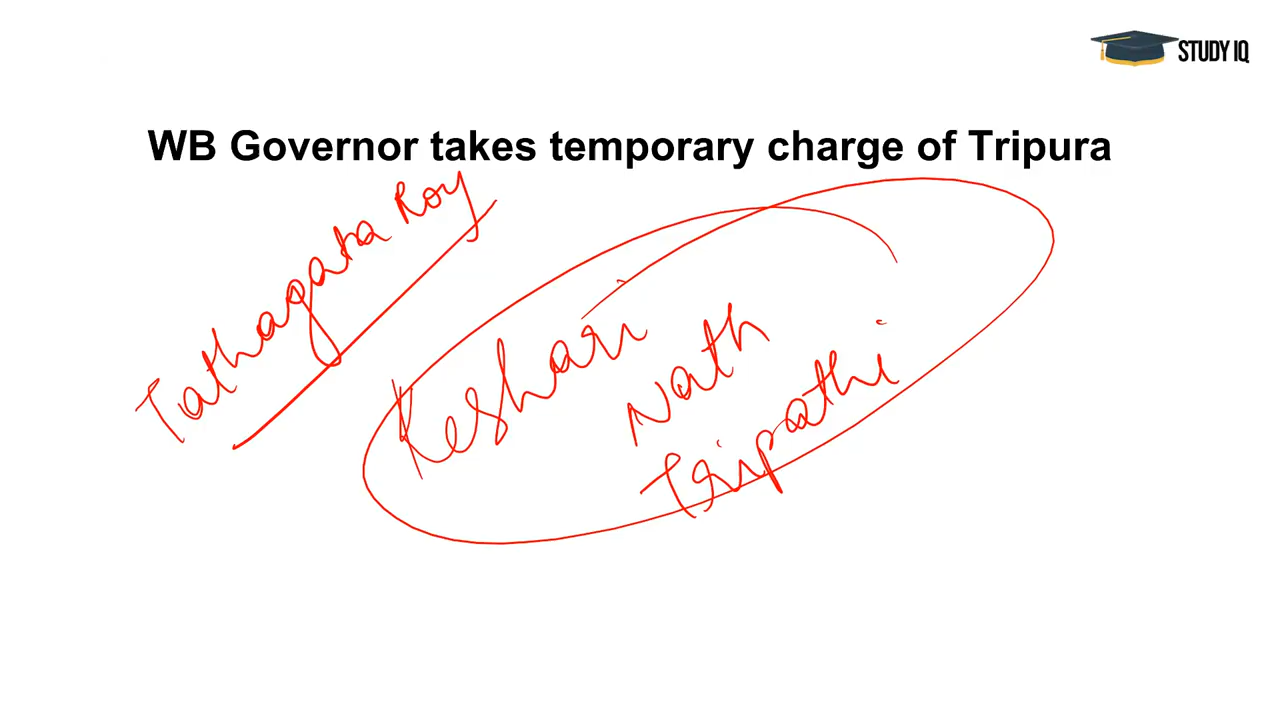 STUDY IQ
WB Governor takes temporary charge of Tripura
Tathagata Roy
Keshari
Nath
Tripathi